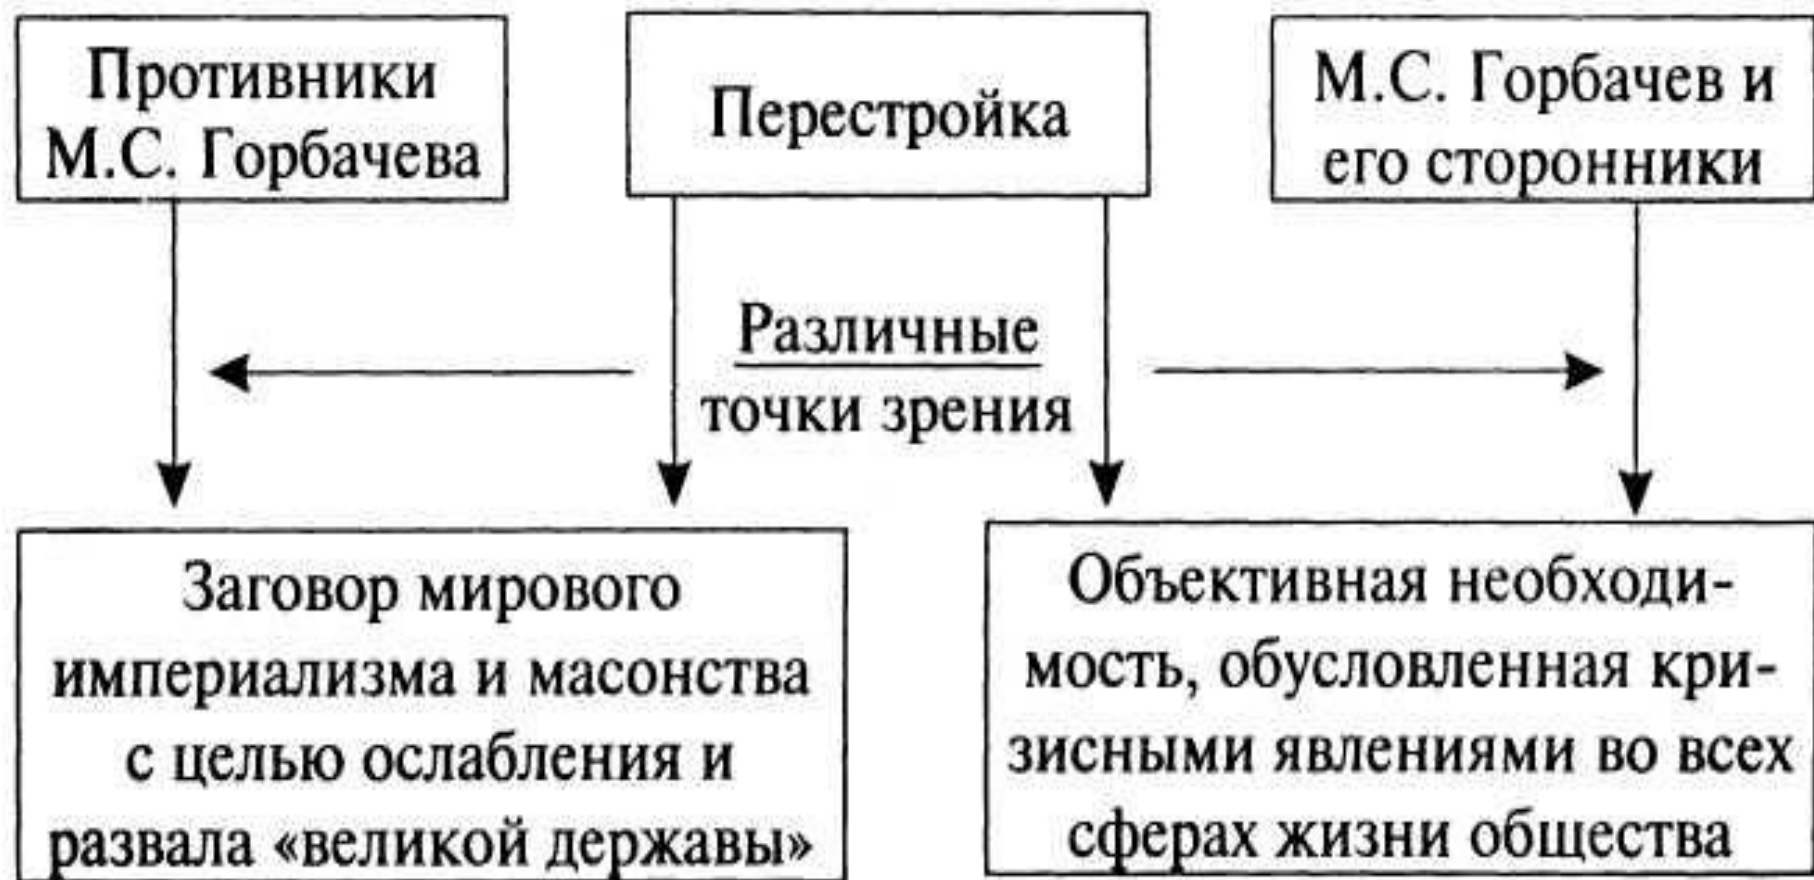 Противники
М.С. Горбачева
Перестройка
М.С. Горбачев и
его сторонники
Различные
точки зрения
Заговор мирового
империализма и масонства
с целью ослабления и
развала «великой державы»
Объективная необходи-
мость, обусловленная кри-
зисными явлениями во всех
сферах жизни общества